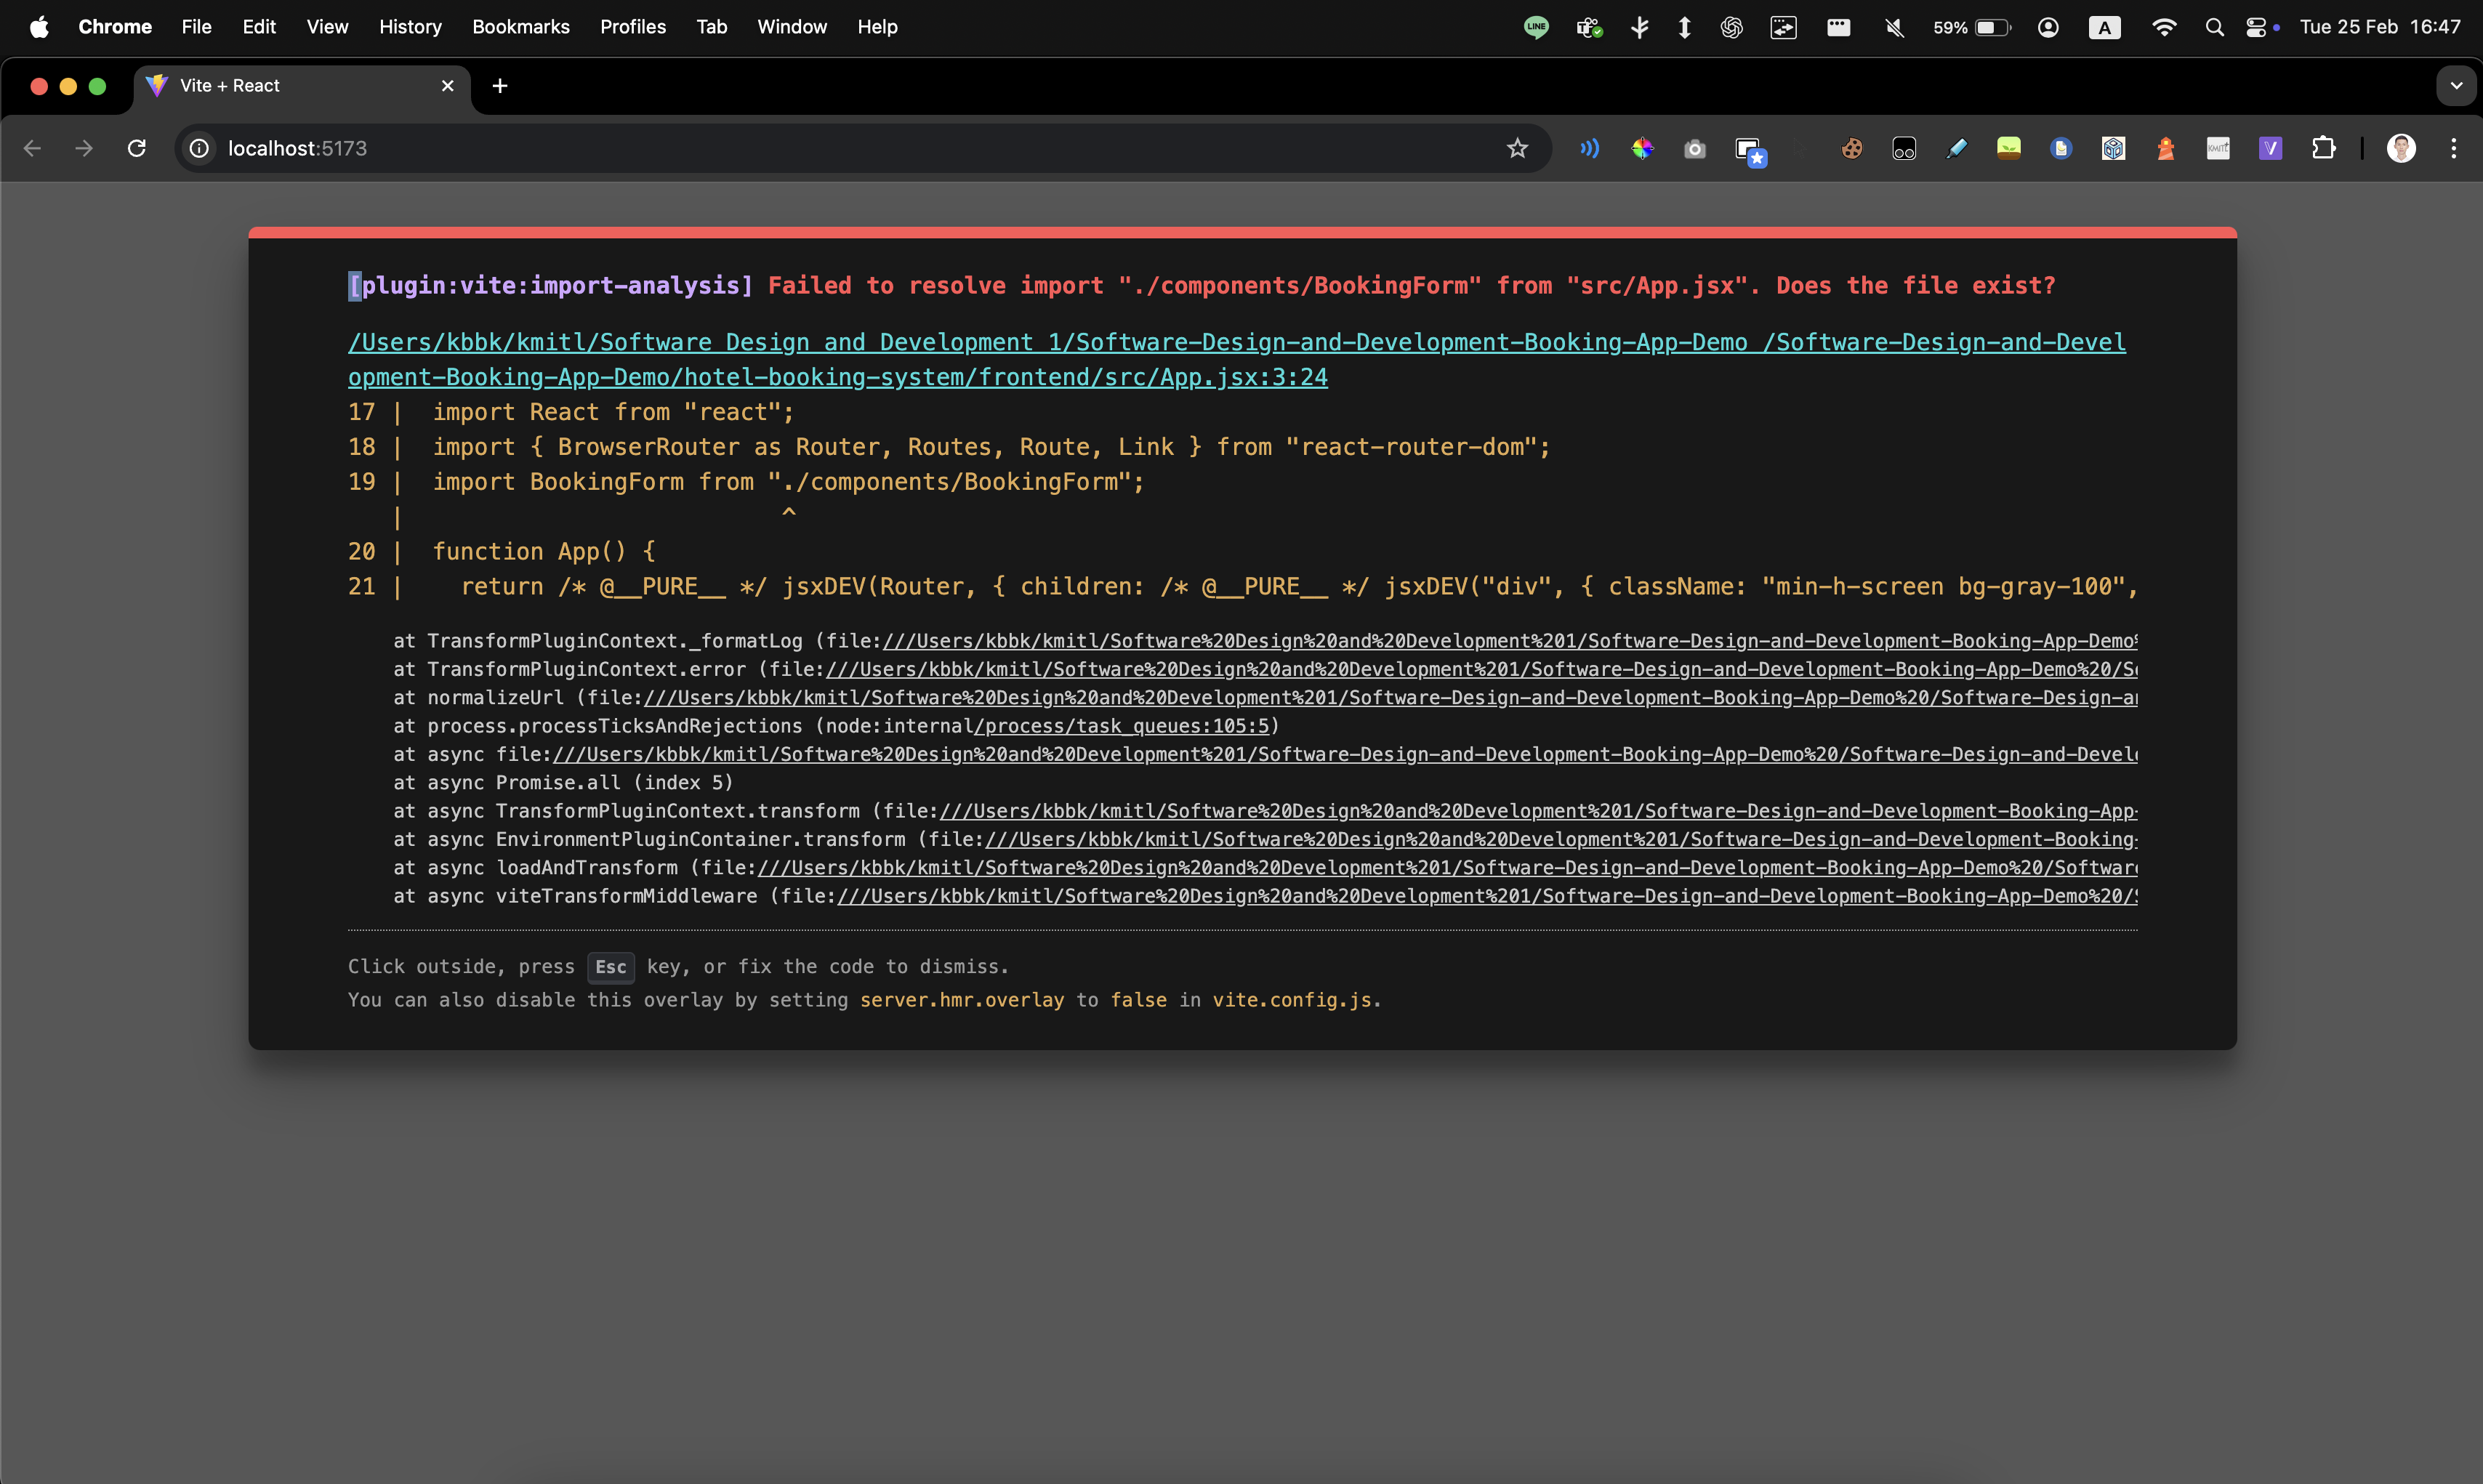 Chrome File Edit View History Bookmarks Profiles Tab Window Help LINE 59% A Tue 25 Feb 16:47
Vite + React
localhost:5173
[plugin:vite:import-analysis] Failed to resolve import "./components/BookingForm" from "src/App.jsx". Does the file exist?
/Users/kbbk/kmitl/Software Design and Development 1/Software-Design-and-Development-Booking-App-Demo /Software-Design-and-Devel
opment-Booking-App-Demo/hotel-booking-system/frontend/src/App.jsx:3:24
17 | import React from "react";
18 | import { BrowserRouter as Router, Routes, Route, Link } from "react-router-dom";
19 | import BookingForm from "./components/BookingForm";
| ^
20 | function App() {
21 | return /* @__PURE__ */ jsxDEV(Router, { children: /* @__PURE__ */ jsxDEV("div", { className: "min-h-screen bg-gray-100",
at TransformPluginContext._formatLog (file:///Users/kbbk/kmitl/Software%20Design%20and%20Development%201/Software-Design-and-Development-Booking-App-Demo%
at TransformPluginContext.error (file:///Users/kbbk/kmitl/Software%20Design%20and%20Development%201/Software-Design-and-Development-Booking-App-Demo%20/So
at normalizeUrl (file:///Users/kbbk/kmitl/Software%20Design%20and%20Development%201/Software-Design-and-Development-Booking-App-Demo%20/Software-Design-an
at process.processTicksAndRejections (node:internal/process/task_queues:105:5)
at async file:///Users/kbbk/kmitl/Software%20Design%20and%20Development%201/Software-Design-and-Development-Booking-App-Demo%20/Software-Design-and-Develo
at async Promise.all (index 5)
at async TransformPluginContext.transform (file:///Users/kbbk/kmitl/Software%20Design%20and%20Development%201/Software-Design-and-Development-Booking-App-
at async EnvironmentPluginContainer.transform (file:///Users/kbbk/kmitl/Software%20Design%20and%20Development%201/Software-Design-and-Development-Booking-
at async loadAndTransform (file:///Users/kbbk/kmitl/Software%20Design%20and%20Development%201/Software-Design-and-Development-Booking-App-Demo%20/Software
at async viteTransformMiddleware (file:///Users/kbbk/kmitl/Software%20Design%20and%20Development%201/Software-Design-and-Development-Booking-App-Demo%20/S
Click outside, press Esc key, or fix the code to dismiss.
You can also disable this overlay by setting server.hmr.overlay to false in vite.config.js.